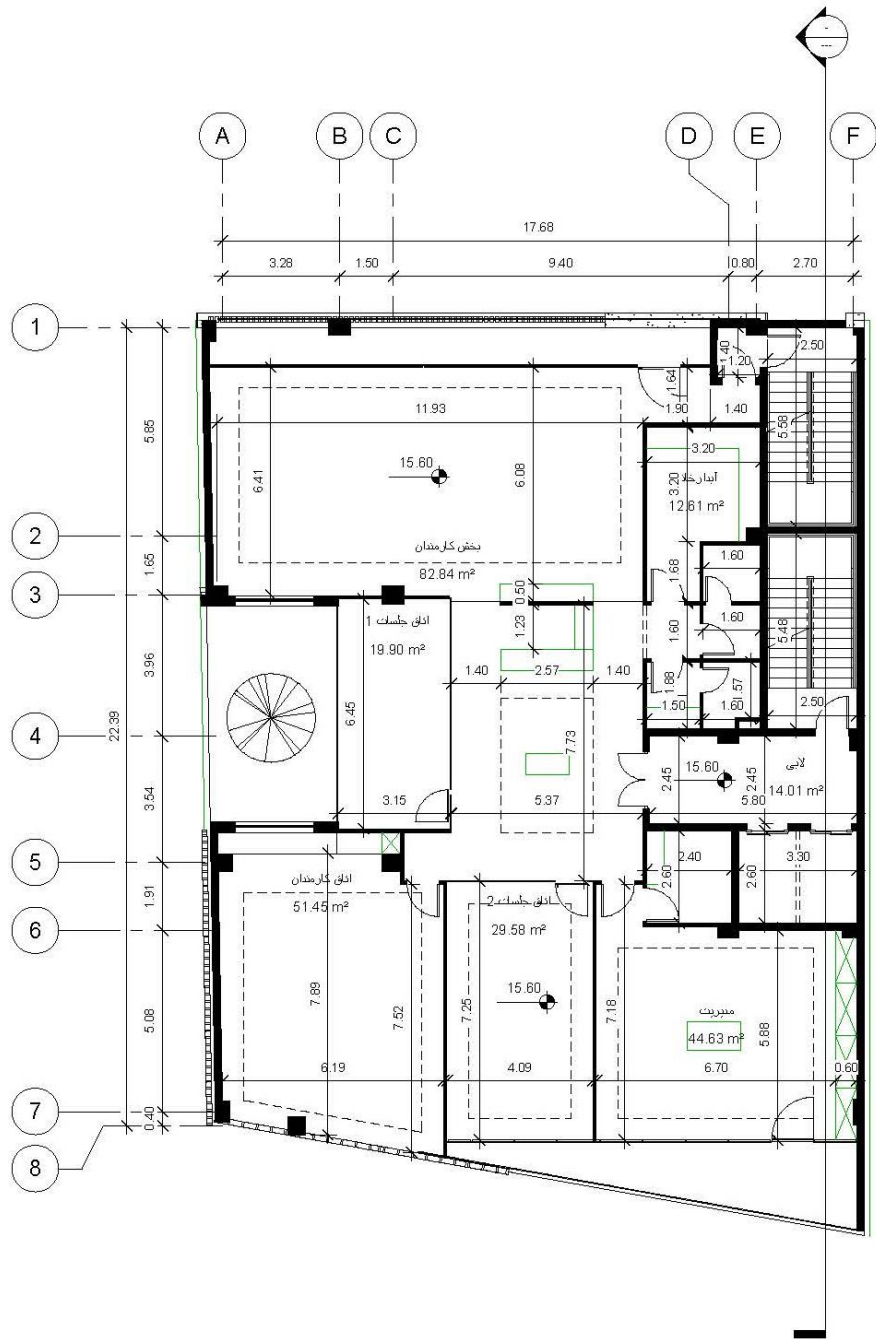 -
---
A B C D E F
17.68
3.28 1.50 9.40 0.80 2.70
1
2.50
1.40
1.20
1.64
11.93 1.90 1.40
5.85
5.58
3.20
6.41
15.60
6.08
آبدارخانه
3.20
12.61 m²
2
بخش کارمندان
82.84 m²
1.65
1.68
1.60
3
0.50
اتاق جلسات 1
19.90 m²
1.23
1.60
1.60
5.48
3.96
1.40 2.57 1.40
1.88
1.57
1.50 1.60
2.50
6.45
22.39
4
7.73
لابی
15.60
14.01 m²
2.45
2.45
3.54
3.15 5.37 5.80
5
2.40 3.30
2.60
2.60
اتاق کارمندان
51.45 m²
1.91
اتاق جلسات 2
29.58 m²
6
7.89
7.52
15.60
7.25
7.18
مدیریت
44.63 m²
5.88
5.08
6.19 4.09 6.70 0.60
7
0.40
8